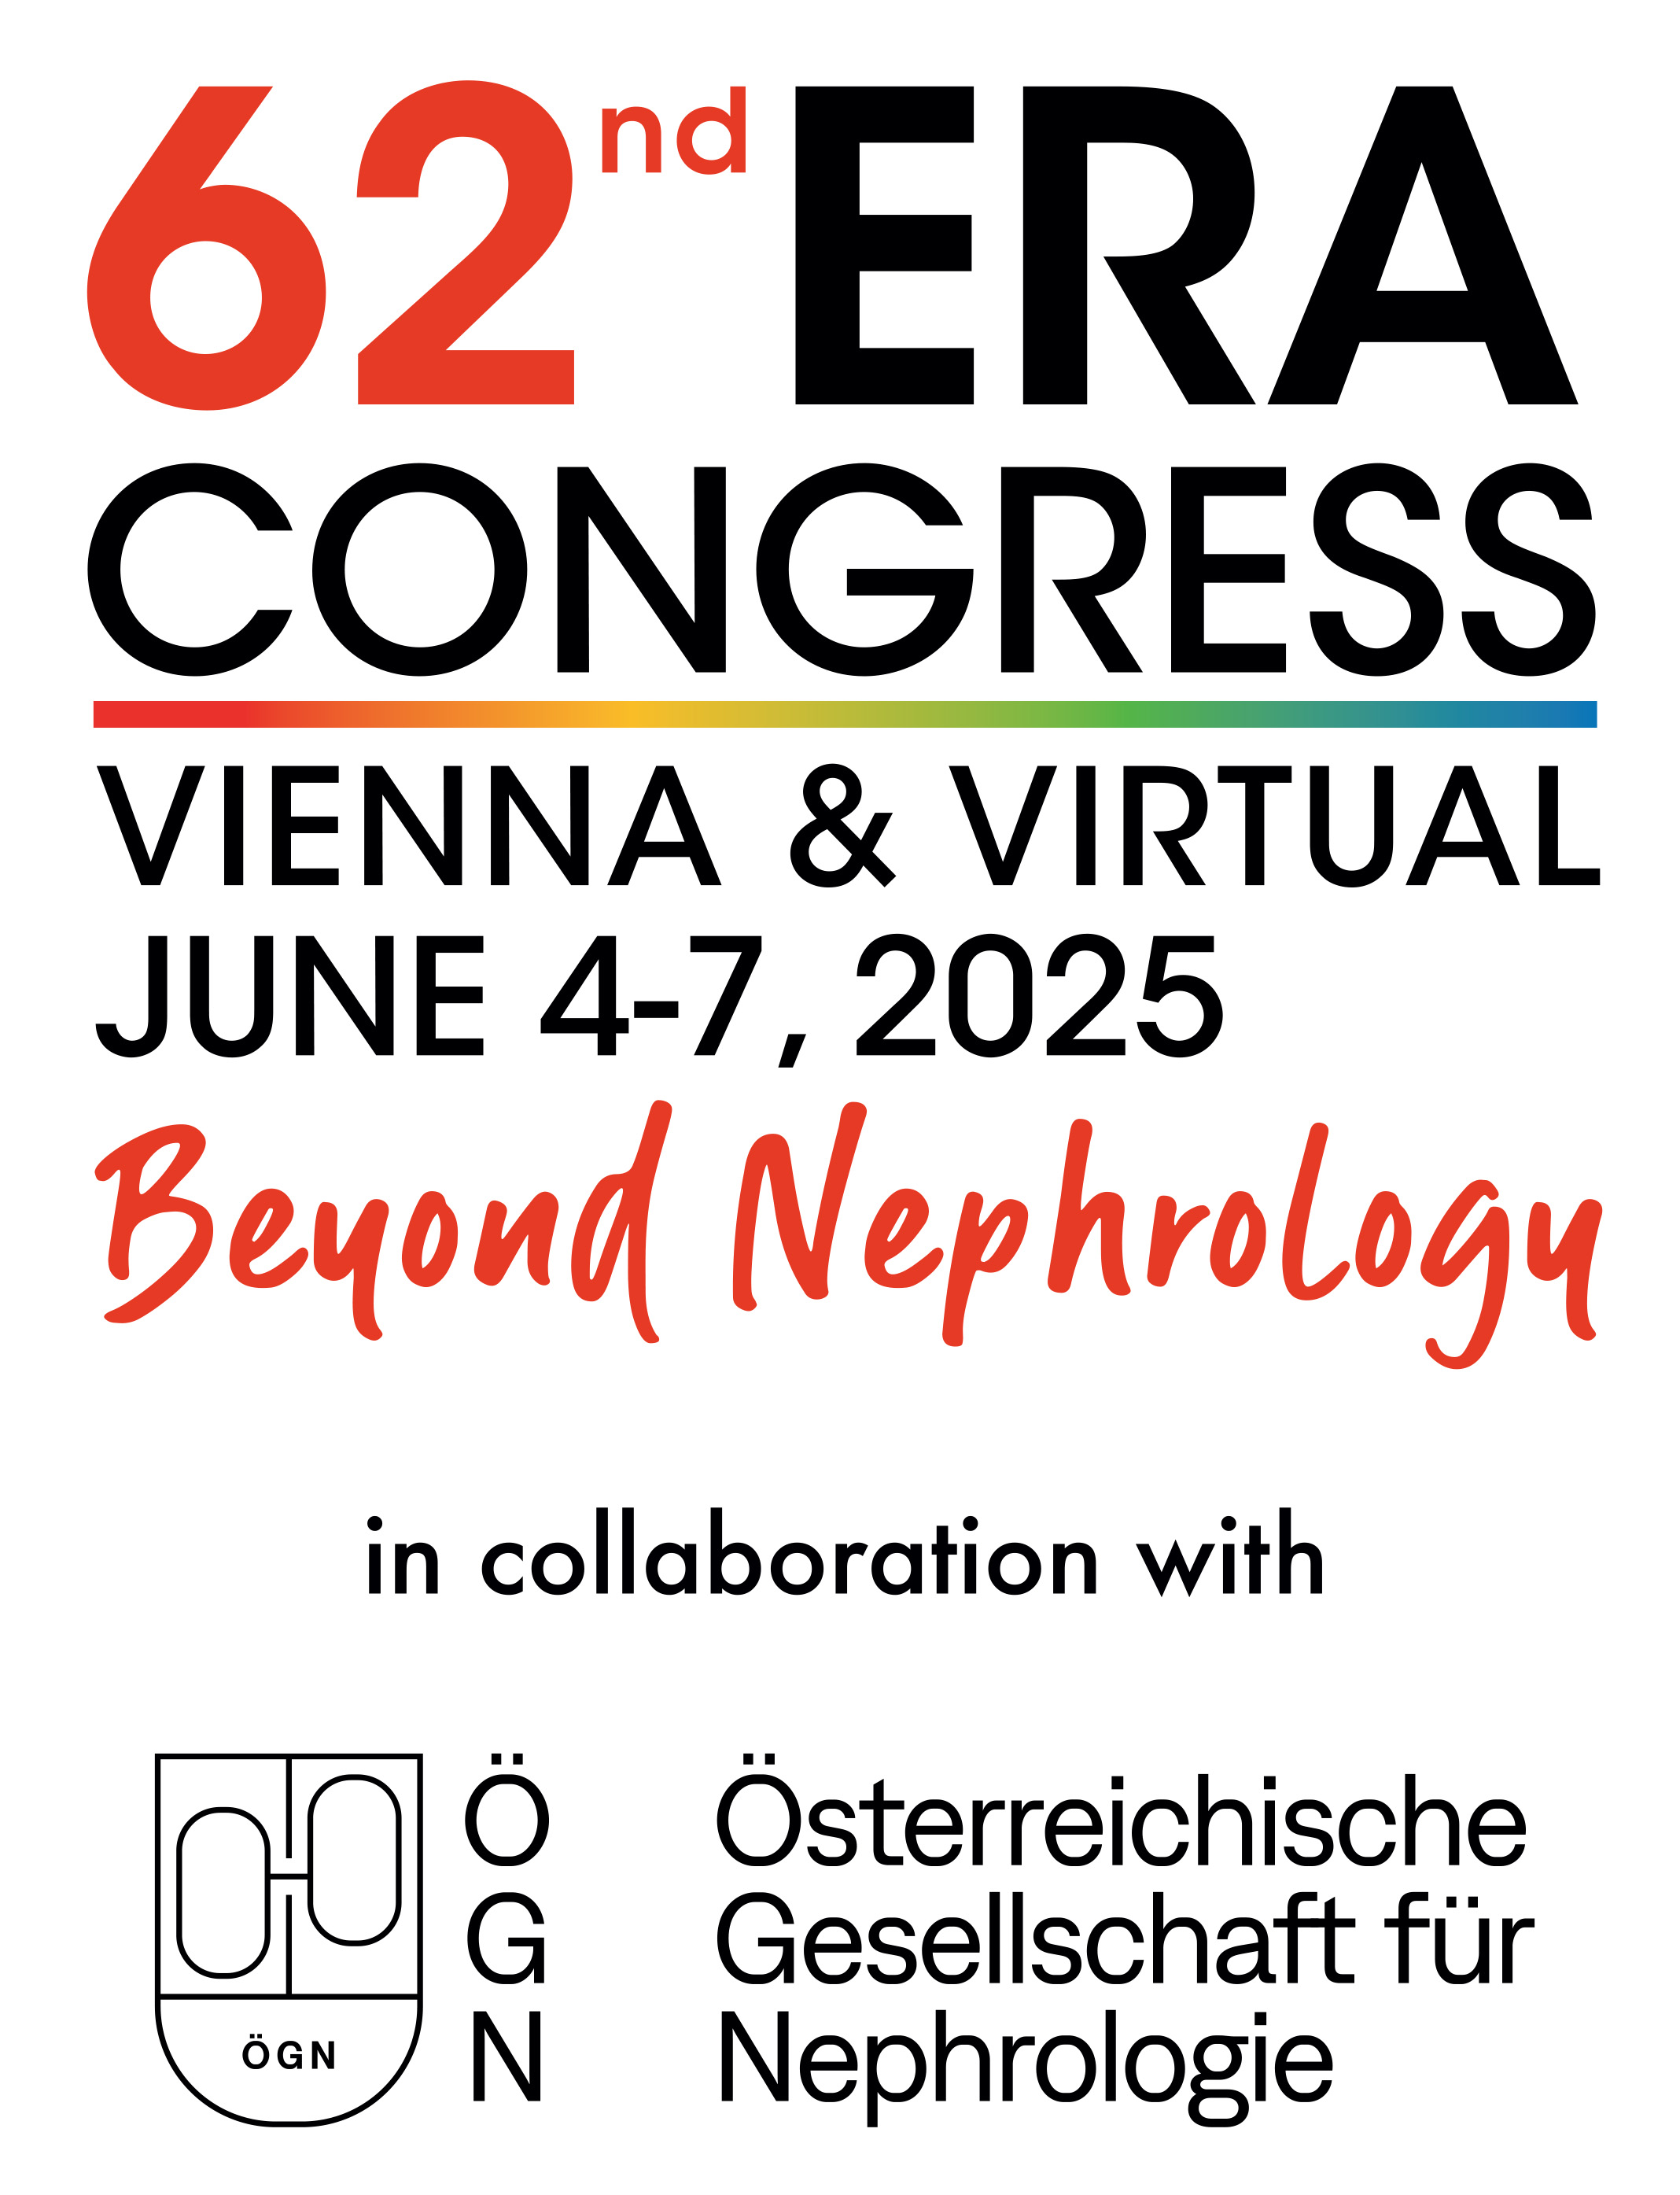 62nd ERA
CONGRESS
VIENNA & VIRTUAL
JUNE 4-7, 2025
Beyond Nephrology
in collaboration with
ÖGN
Ö
G
N
Österreichische
Gesellschaft für
Nephrologie